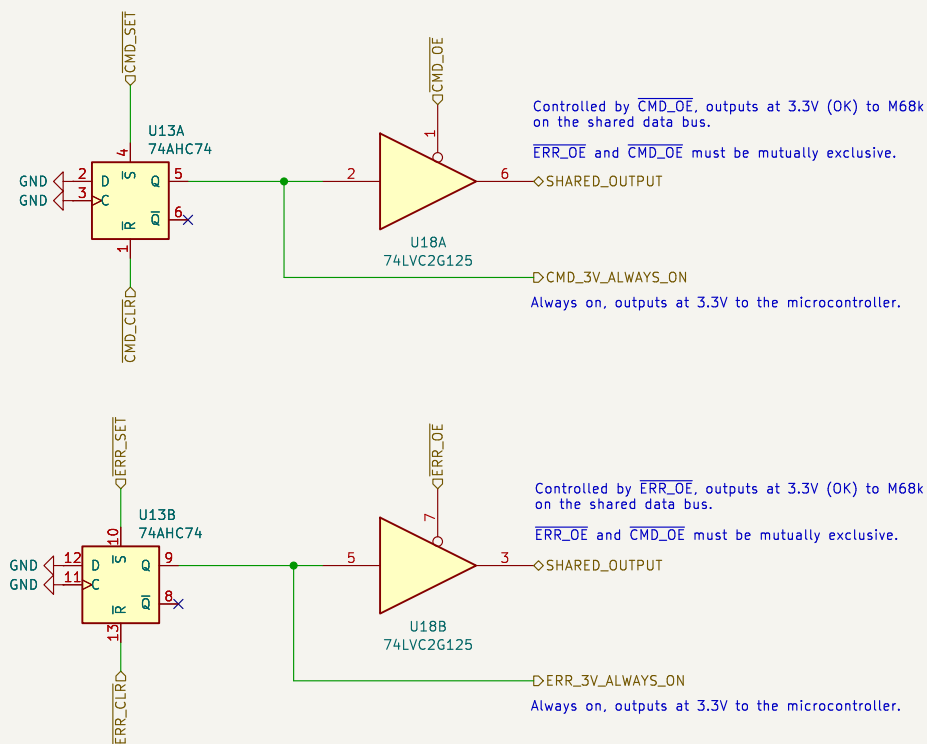 CMD_SET
CMD_OE
Controlled by CMD_OE, outputs at 3.3V (OK) to M68k
on the shared data bus.
ERR_OE and CMD_OE must be mutually exclusive.
U13A
74AHC74
4
1
GND
2
D
S
Q
5
2
6
SHARED_OUTPUT
GND
3
C
R
Q
6
1
U18A
74LVC2G125
CMD_3V_ALWAYS_ON
Always on, outputs at 3.3V to the microcontroller.
CMD_CLRD
ERR_SET
ERR_OE
Controlled by ERR_OE, outputs at 3.3V (OK) to M68k
on the shared data bus.
ERR_OE and CMD_OE must be mutually exclusive.
U13B
74AHC74
10
7
GND
12
D
S
Q
9
5
3
SHARED_OUTPUT
GND
11
C
R
Q
8
13
U18B
74LVC2G125
ERR_3V_ALWAYS_ON
Always on, outputs at 3.3V to the microcontroller.
ERR_CLRD